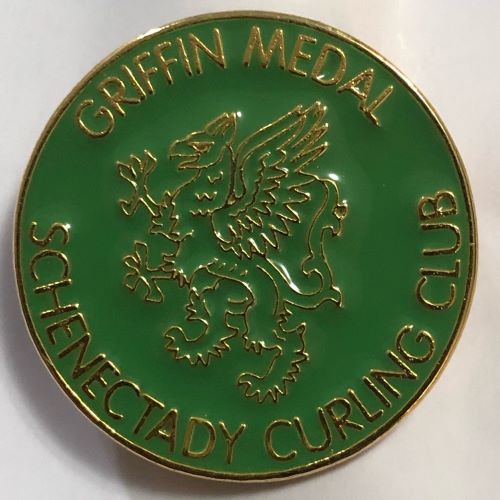 GRIFFIN MEDAL
SCHENECTADY CURLING CLUB